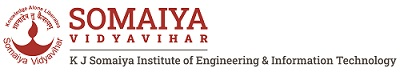 Knowledge Alone Liberates
Somaiya Vidyavihar
SOMAIYA
VIDYAVIHAR
K J Somaiya Institute of Engineering & Information Technology